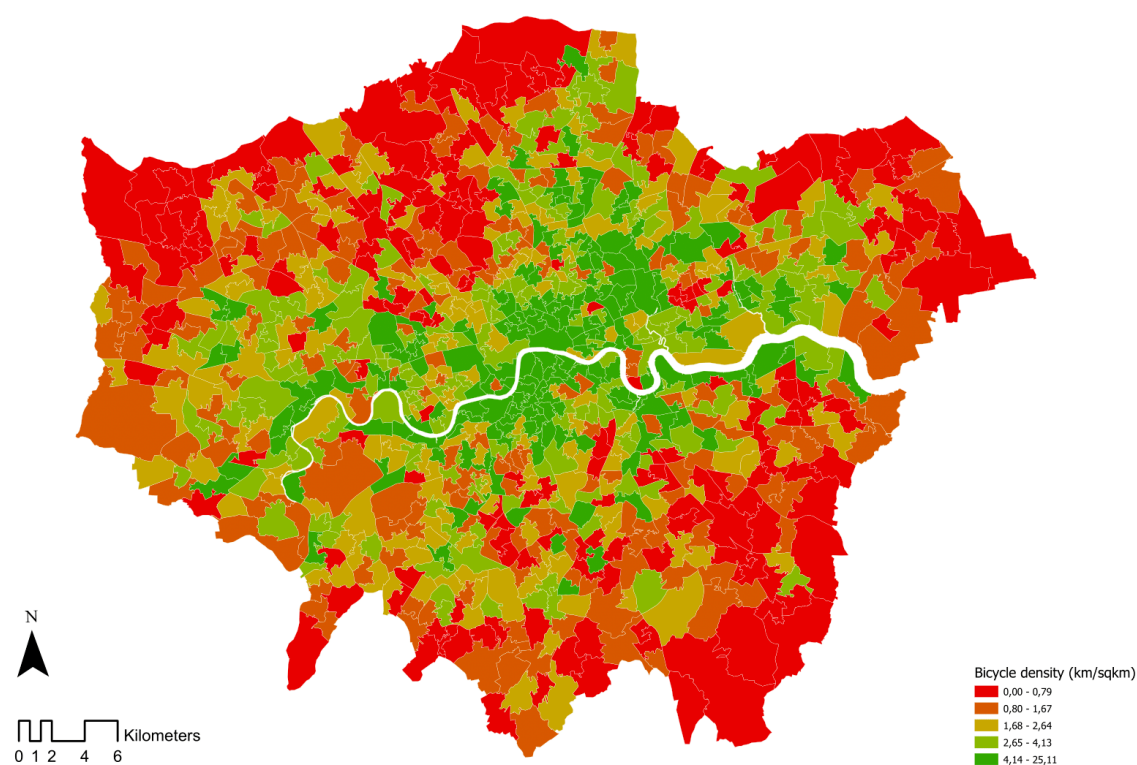 N
Kilometers
0 1 2 4 6
Bicycle density (km/sqkm)
0,00 - 0,79
0,80 - 1,67
1,68 - 2,64
2,65 - 4,13
4,14 - 25,11